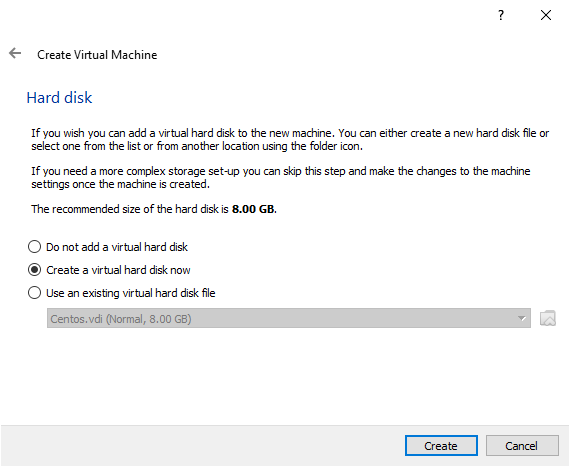 ?
Create Virtual Machine
Hard disk
If you wish you can add a virtual hard disk to the new machine. You can either create a new hard disk file or
select one from the list or from another location using the folder icon.
If you need a more complex storage set-up you can skip this step and make the changes to the machine
settings once the machine is created.
The recommended size of the hard disk is 8.00 GB.
Do not add a virtual hard disk
Create a virtual hard disk now
Use an existing virtual hard disk file
Centos.vdi (Normal, 8.00 GB)
Create
Cancel